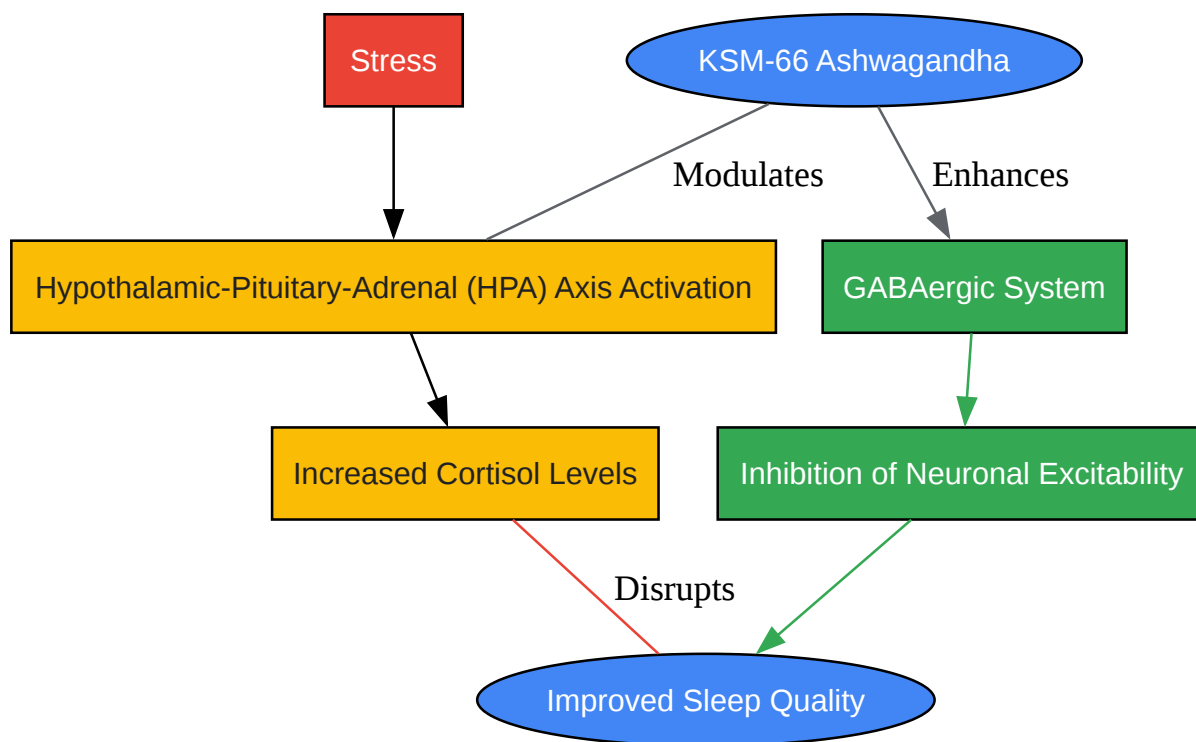 Stress
KSM-66 Ashwagandha
Modulates
Enhances
Hypothalamic-Pituitary-Adrenal (HPA) Axis Activation
GABAergic System
Increased Cortisol Levels
Inhibition of Neuronal Excitability
Disrupts
Improved Sleep Quality